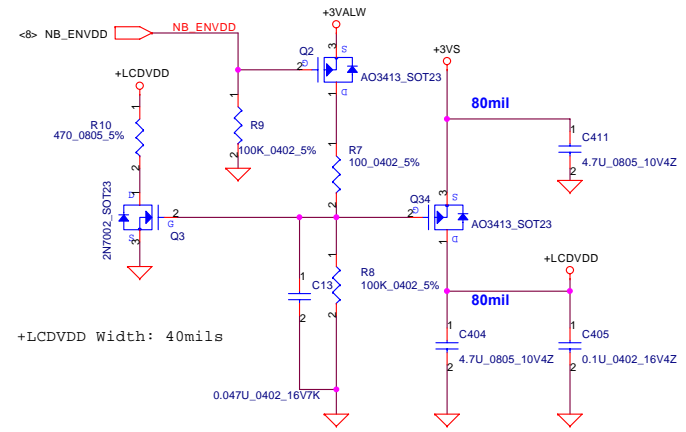 +3VALW
<8> NB_ENVDD
NB_ENVDD
Q2
3
S
2
G
1
D
AO3413_SOT23
+3VS
+LCDVDD
80mil
1
R10
470_0805_5%
2
1
R9
100K_0402_5%
2
1
R7
100_0402_5%
2
1
C411
4.7U_0805_10V4Z
2
2N7002_SOT23
1
D
2
G
3
S
Q3
Q34
3
S
2
G
1
D
AO3413_SOT23
1
C13
2
1
R8
100K_0402_5%
2
+LCDVDD
80mil
+LCDVDD Width: 40mils
1
C404
4.7U_0805_10V4Z
2
1
C405
0.1U_0402_16V4Z
2
0.047U_0402_16V7K